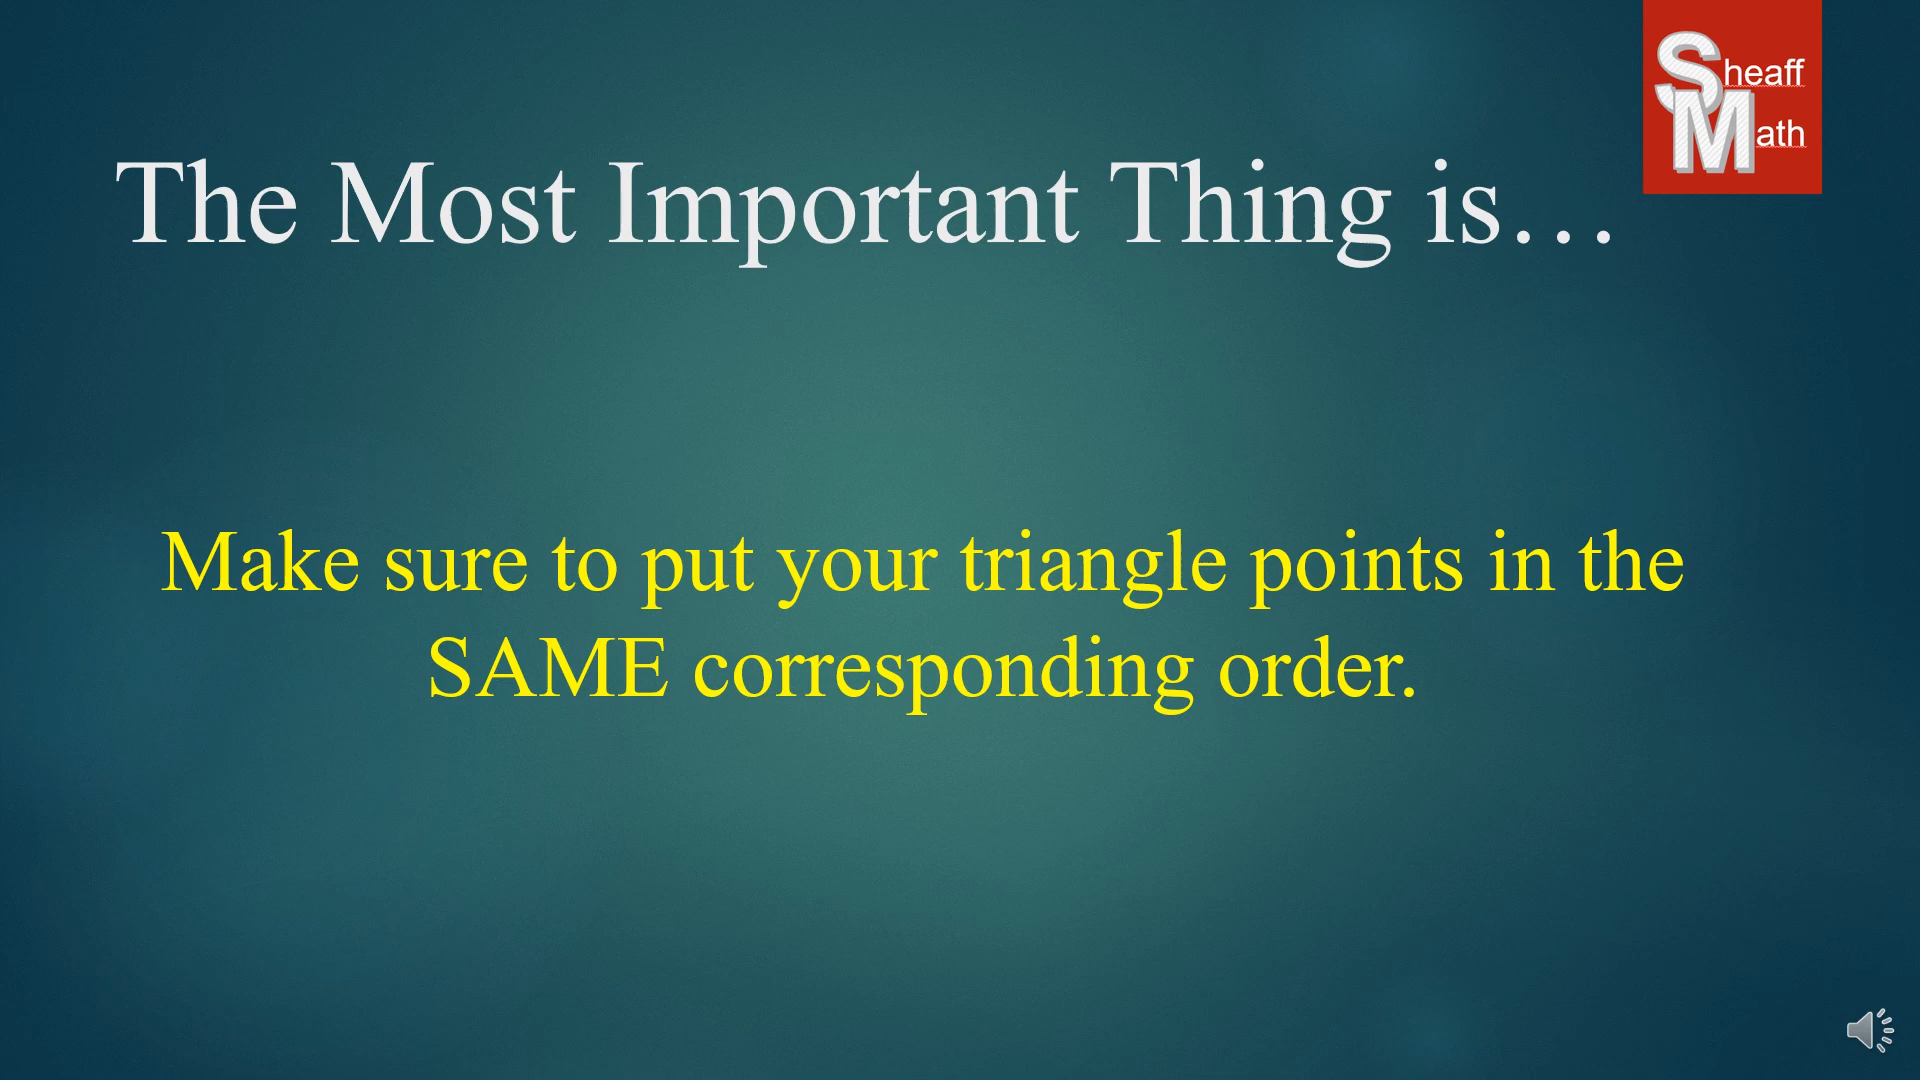 Sheaff
Math
The Most Important Thing is…
Make sure to put your triangle points in the
SAME corresponding order.